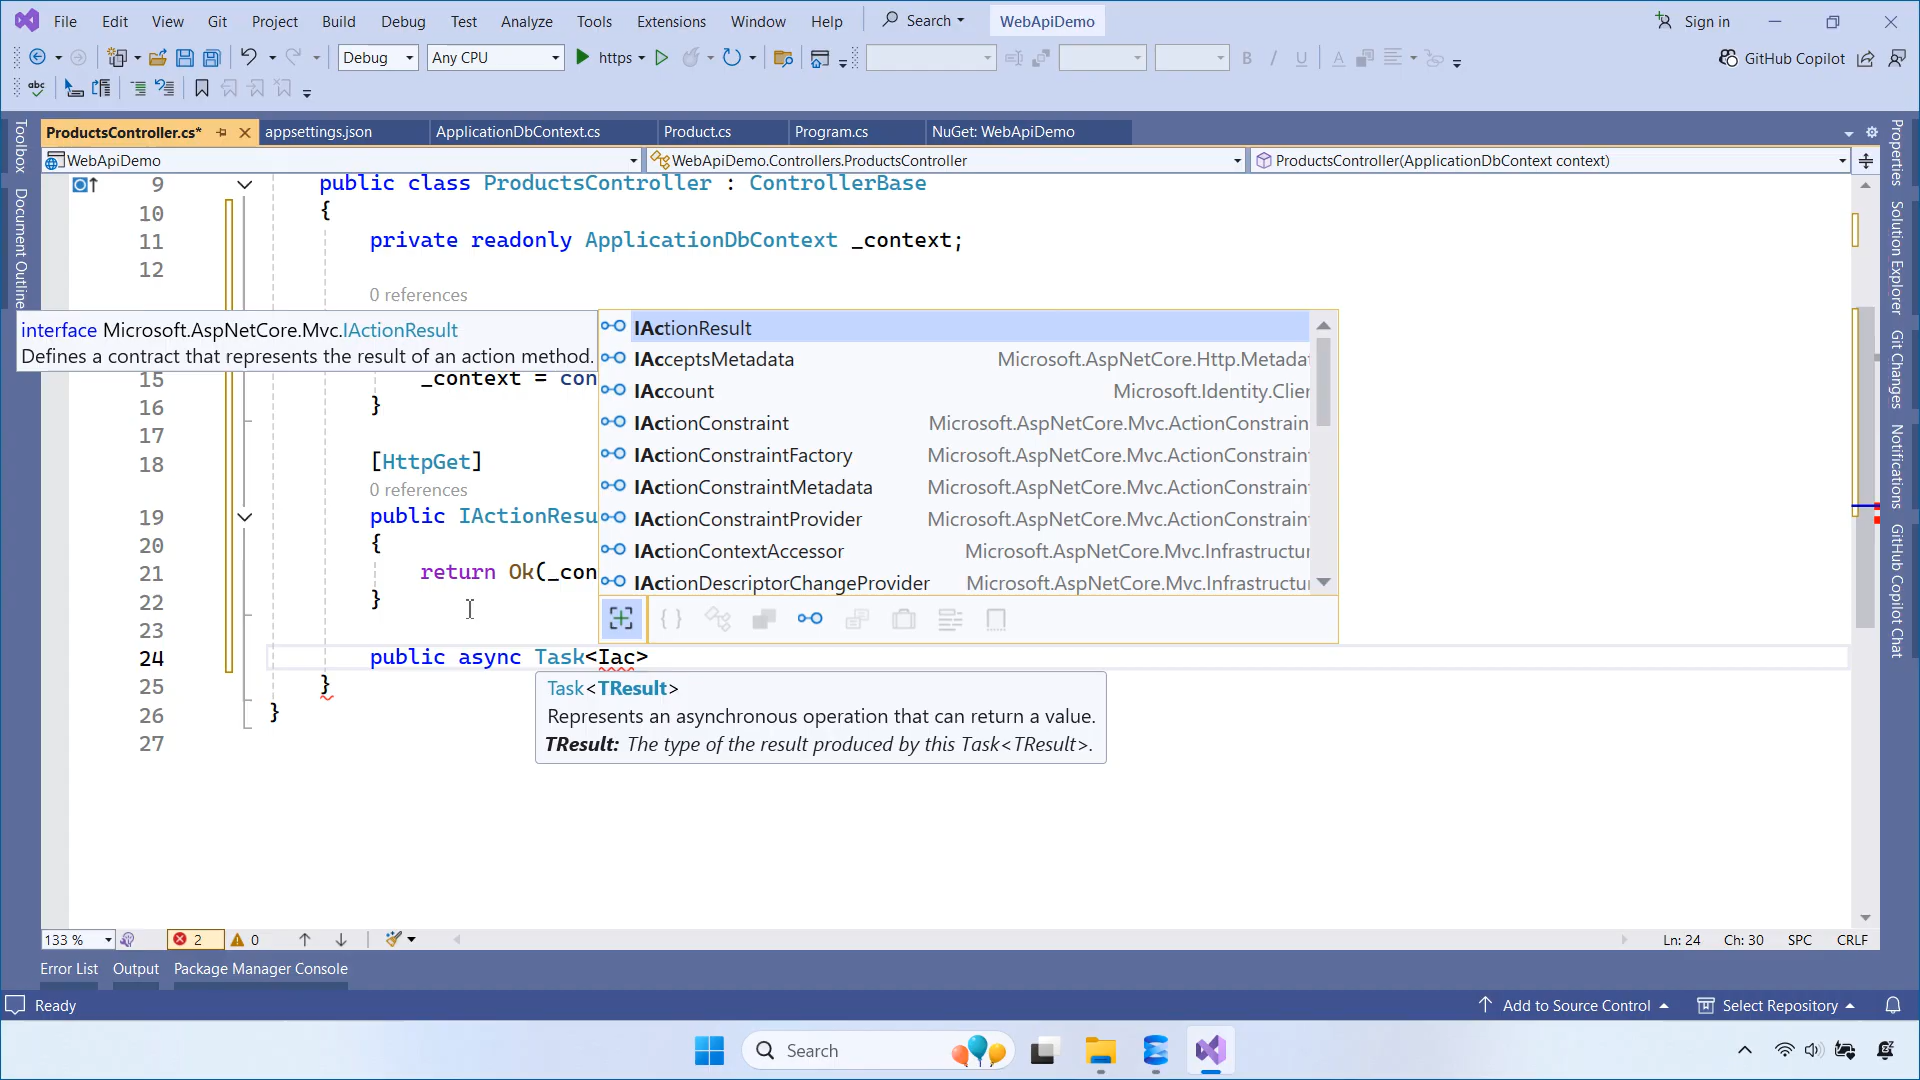 File Edit View Git Project Build Debug Test Analyze Tools Extensions Window Help Search WebApiDemo Sign in
Debug Any CPU https B I U A GitHub Copilot
abc
ProductsController.cs* appsettings.json ApplicationDbContext.cs Product.cs Program.cs NuGet: WebApiDemo
WebApiDemo WebApiDemo.Controllers.ProductsController ProductsController(ApplicationDbContext context)
Toolbox
Document Outline
Properties
Solution Explorer
Git Changes
Notifications
GitHub Copilot Chat
9 public class ProductsController : ControllerBase
10 {
11 private readonly ApplicationDbContext _context;
12
0 references
interface Microsoft.AspNetCore.Mvc.IActionResult
Defines a contract that represents the result of an action method.
15 _context = con
16 }
17
18 [HttpGet]
0 references
19 public IActionResu
20 {
21 return Ok(_con
22 }
23
24 public async Task<Iac>
25 }
26 }
27
IActionResult
IAcceptsMetadata Microsoft.AspNetCore.Http.Metada
IAccount Microsoft.Identity.Clie
IActionConstraint Microsoft.AspNetCore.Mvc.ActionConstrain
IActionConstraintFactory Microsoft.AspNetCore.Mvc.ActionConstrain
IActionConstraintMetadata Microsoft.AspNetCore.Mvc.ActionConstrain
IActionConstraintProvider Microsoft.AspNetCore.Mvc.ActionConstrain
IActionContextAccessor Microsoft.AspNetCore.Mvc.Infrastructu
IActionDescriptorChangeProvider Microsoft.AspNetCore.Mvc.Infrastructu
Task<TResult>
Represents an asynchronous operation that can return a value.
TResult: The type of the result produced by this Task<TResult>.
133 % 2 0 Ln: 24 Ch: 30 SPC CRLF
Error List Output Package Manager Console
Ready Add to Source Control Select Repository
Search